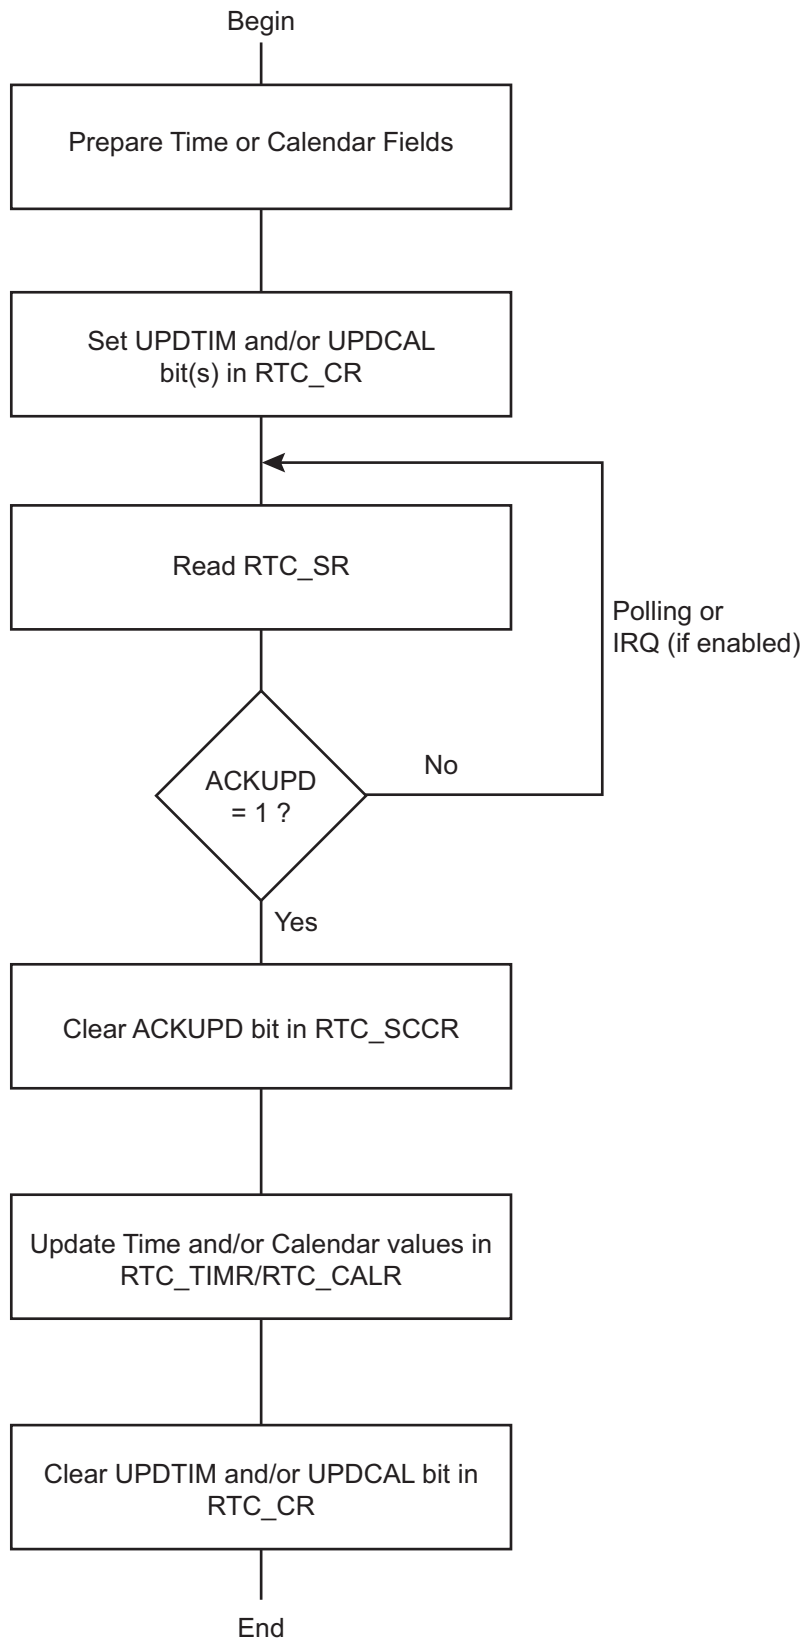 Begin
Prepare Time or Calendar Fields
Set UPDTIM and/or UPDCAL
bit(s) in RTC_CR
Read RTC_SR
Polling or
IRQ (if enabled)
No
ACKUPD
= 1 ?
Yes
Clear ACKUPD bit in RTC_SCCR
Update Time and/or Calendar values in
RTC_TIMR/RTC_CALR
Clear UPDTIM and/or UPDCAL bit in
RTC_CR
End